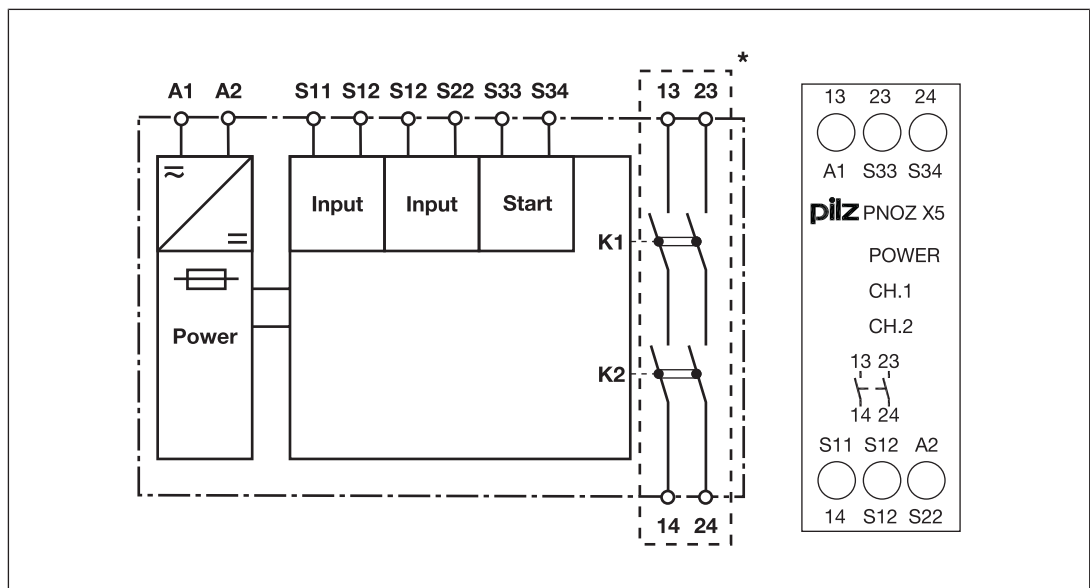 *
A1 A2 S11 S12 S12 S22 S33 S34 13 23
Input Input Start
K1
Power
K2
14 24
13 23 24
A1 S33 S34
pilz PNOZ X5
POWER
CH.1
CH.2
13 23
14 24
S11 S12 A2
14 S12 S22